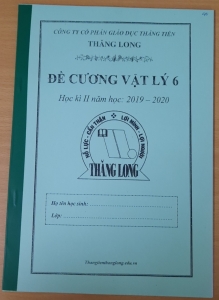 CÔNG TY CỔ PHẦN GIÁO DỤC THĂNG TIẾN
THĂNG LONG
ĐỀ CƯƠNG VẬT LÝ 6
Học kì II năm học: 2019 – 2020
THĂNG LONG
Họ tên học sinh:
Lớp: